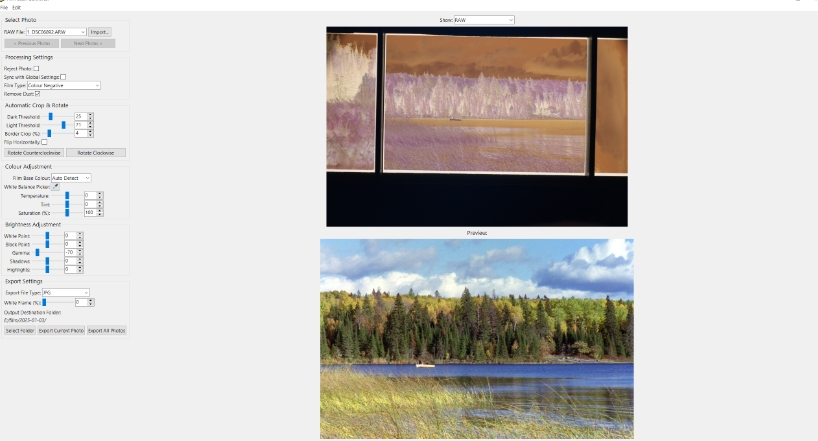 File Edit
Select Photo
RAW File: 1. DSC06892.ARW Import...
< Previous Photo Next Photo >
Processing Settings
Reject Photo:
Sync with Global Settings:
Film Type: Colour Negative
Remove Dust:
Automatic Crop & Rotate
Dark Threshold 25
Light Threshold 71
Border Crop (%) 4
Flip Horizontally:
Rotate Counterclockwise Rotate Clockwise
Colour Adjustment
Film Base Colour: Auto Detect
White Balance Picker:
Temperature: 0
Tint: 0
Saturation (%): 100
Brightness Adjustment
White Point: 0
Black Point: 0
Gamma: -70
Shadows: 0
Highlights: 0
Export Settings
Export File Type: JPG
White Frame (%): 0
Output Destination Folder:
Select Folder Export Current Photo Export All Photos
Show: RAW
Preview: